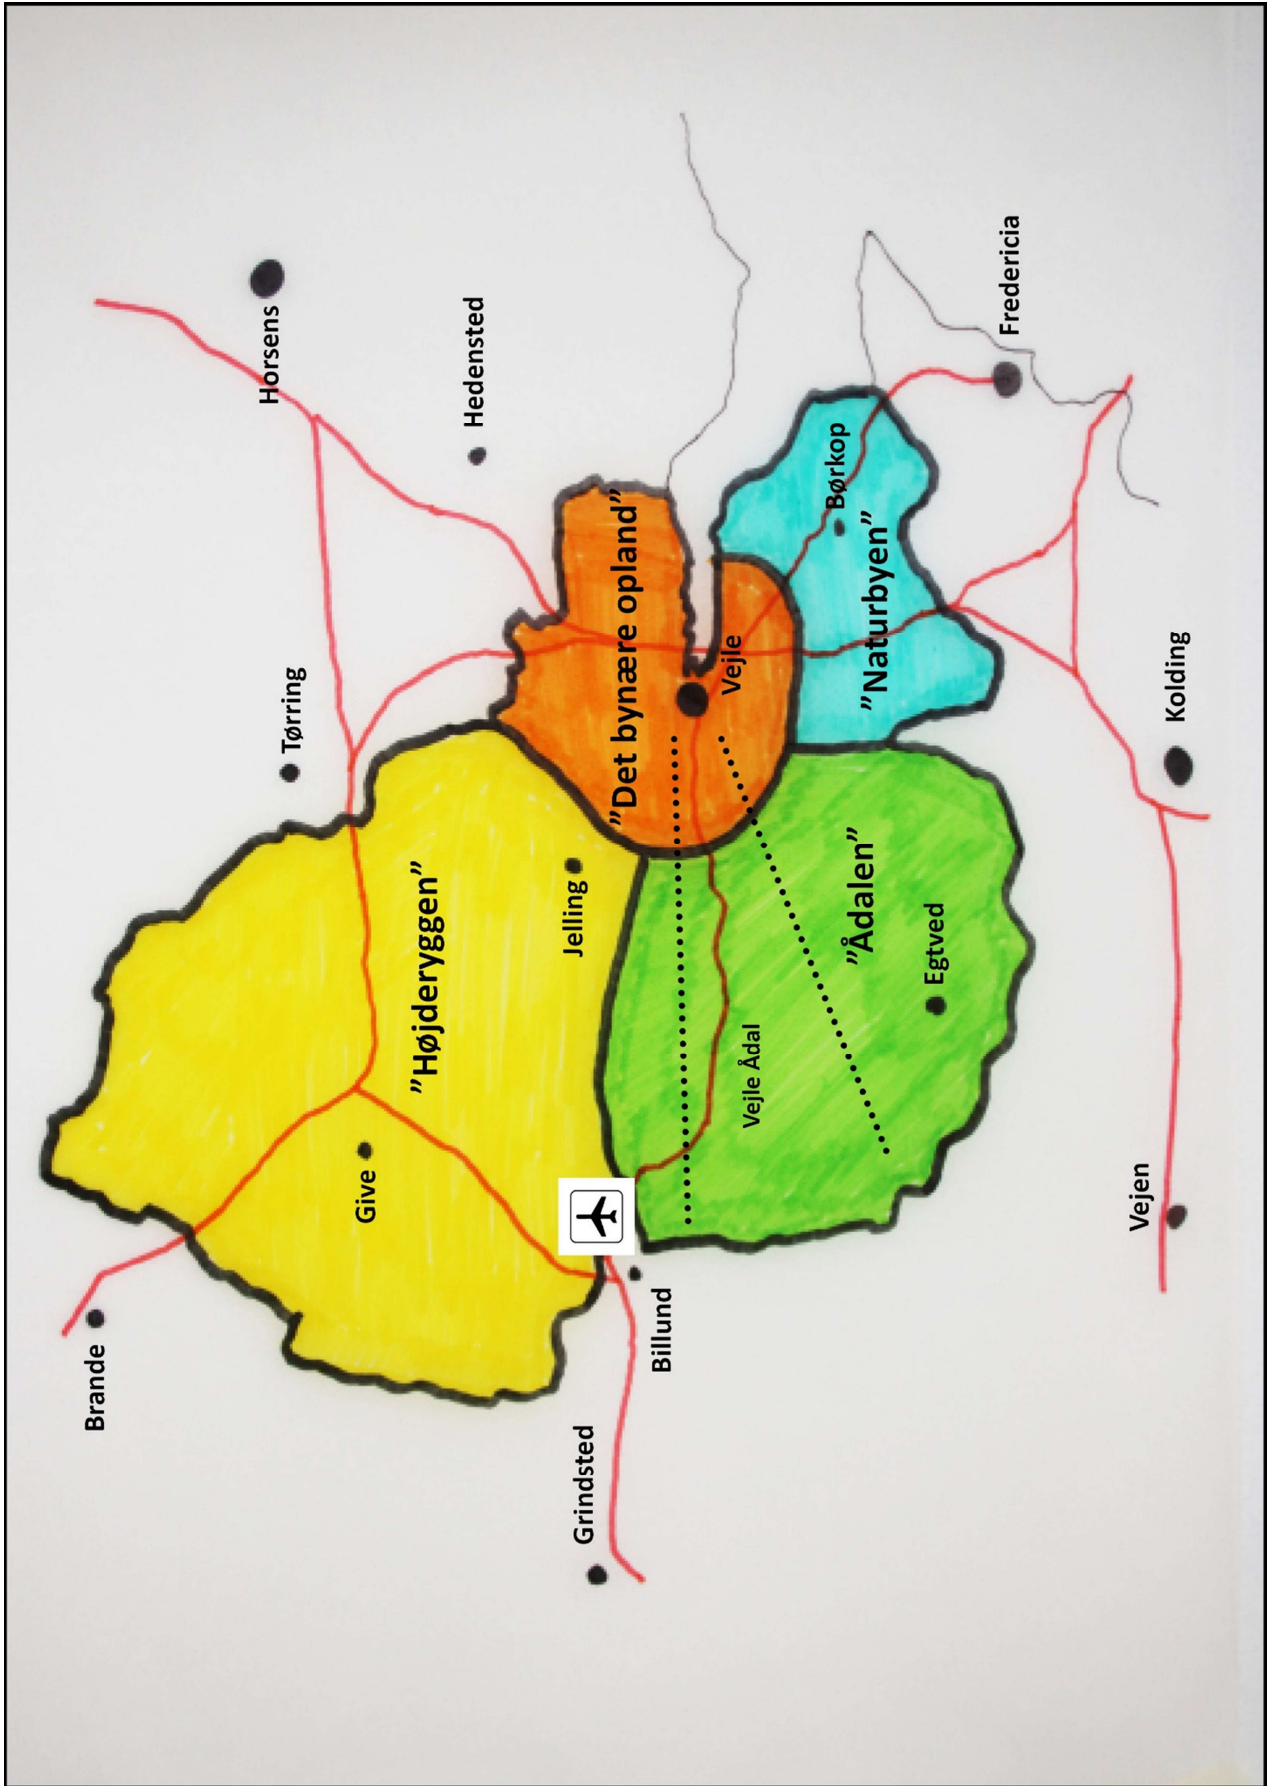 Brande
Horsens
Tørring
Give
”Højderyggen”
Hedensted
Jelling
Grindsted
”Det bynære opland”
Billund
Vejle
Vejle Ådal
Børkop
”Ådalen”
”Naturbyen”
Egtved
Fredericia
Vejen
Kolding